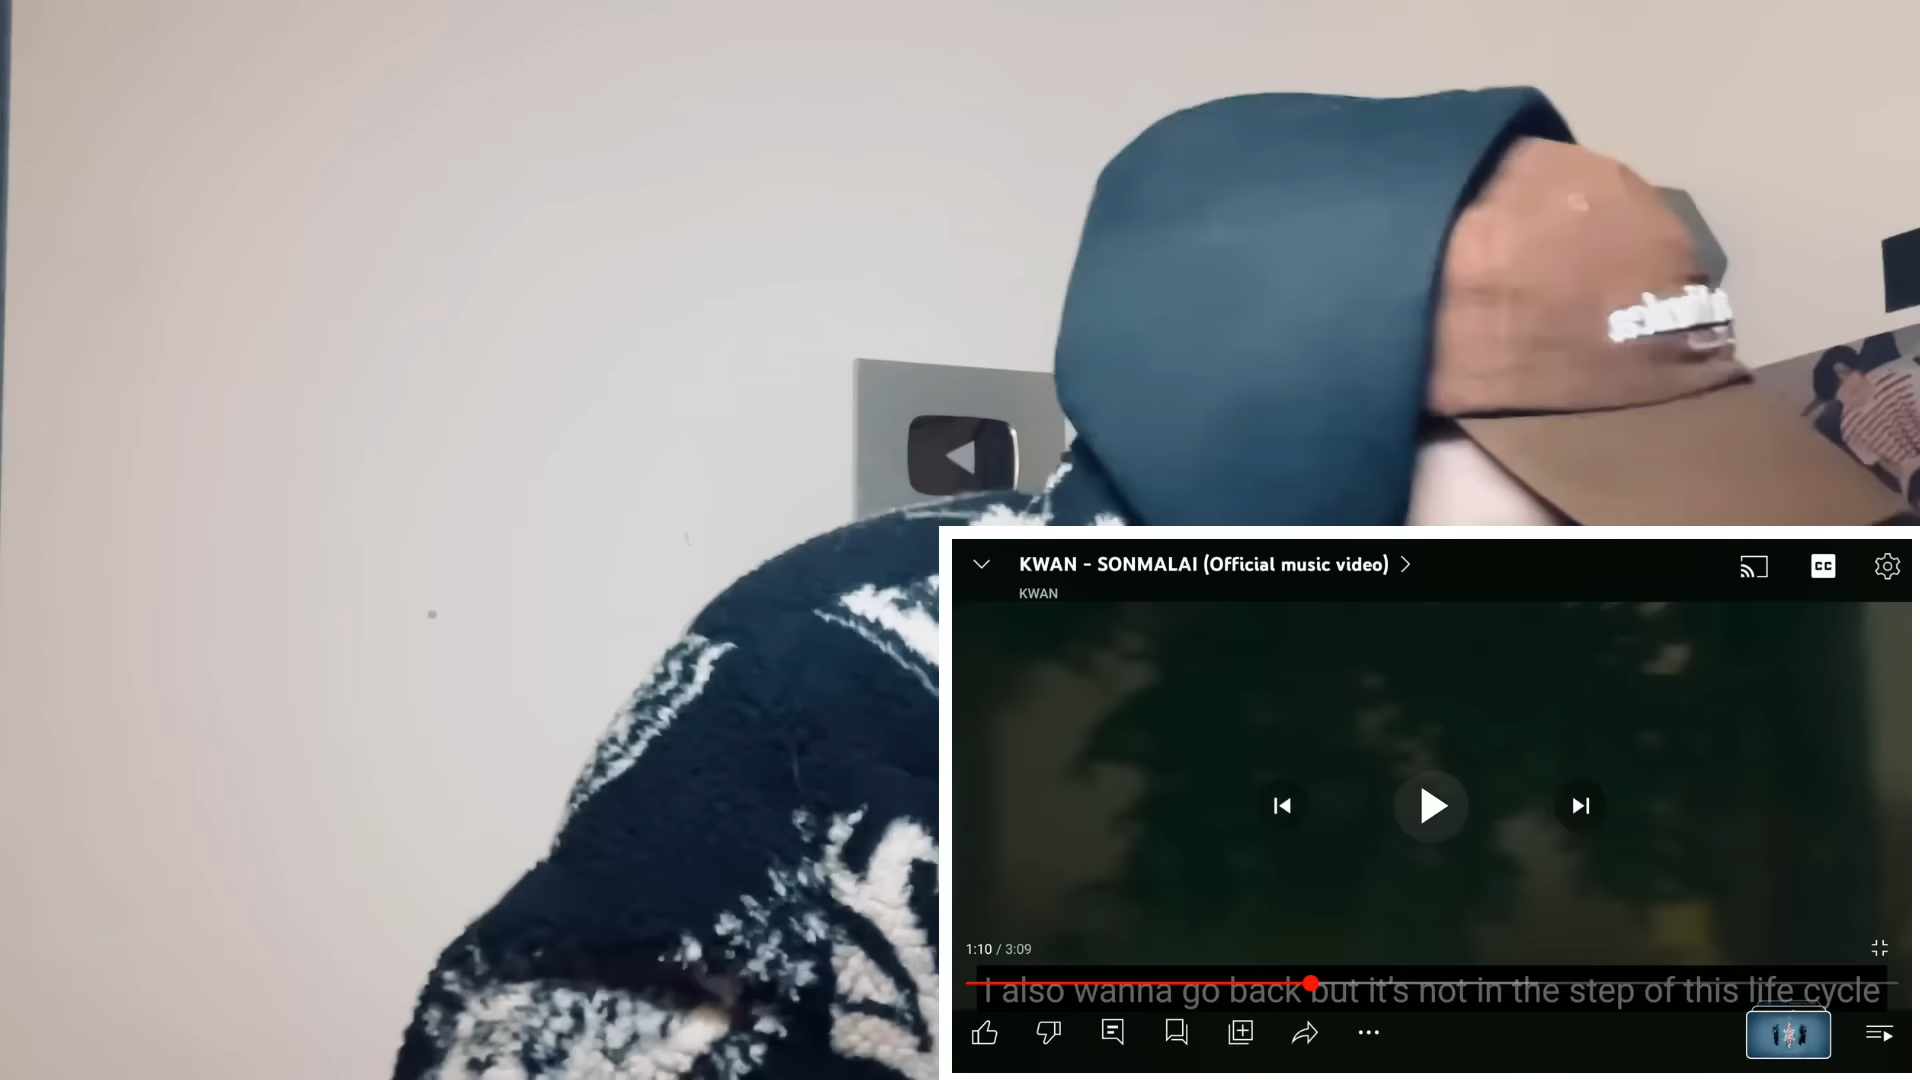 KWAN - SONMALAI (Official music video)
CC
KWAN
1:10 / 3:09
I also wanna go back but it's not in the step of this life cycle